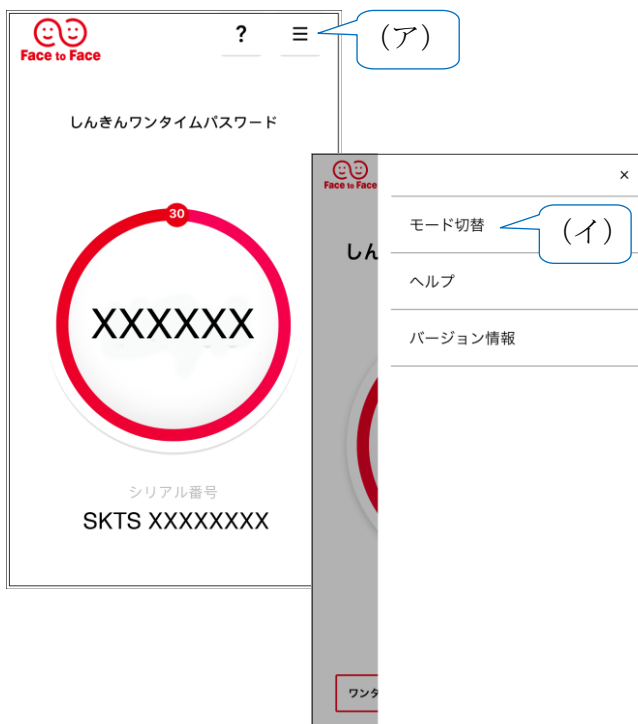 Face to Face
?
≡
(ア)
しんきんワンタイムパスワード
30
XXXXXX
シリアル番号
SKTS XXXXXXXX
Face to Face
×
モード切替
(イ)
しん
ヘルプ
バージョン情報
ワンタ